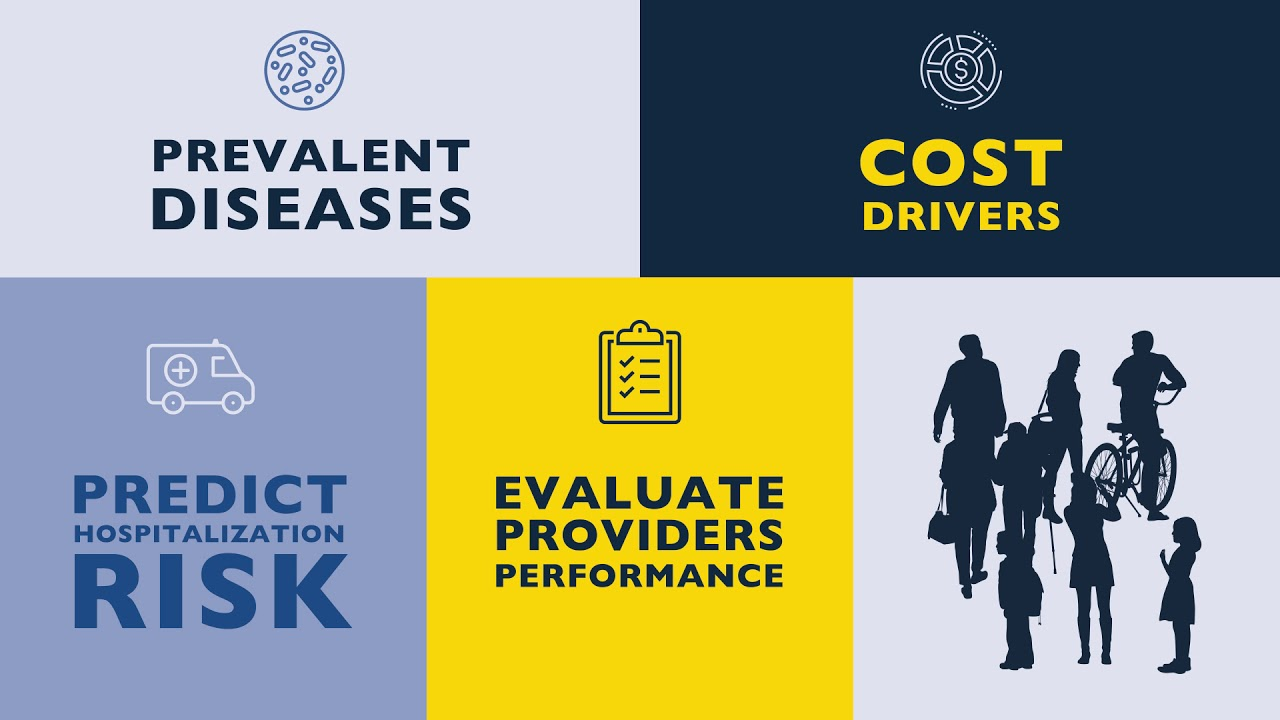 PREVALENT
DISEASES
COST
DRIVERS
PREDICT
HOSPITALIZATION
RISK
EVALUATE
PROVIDERS
PERFORMANCE